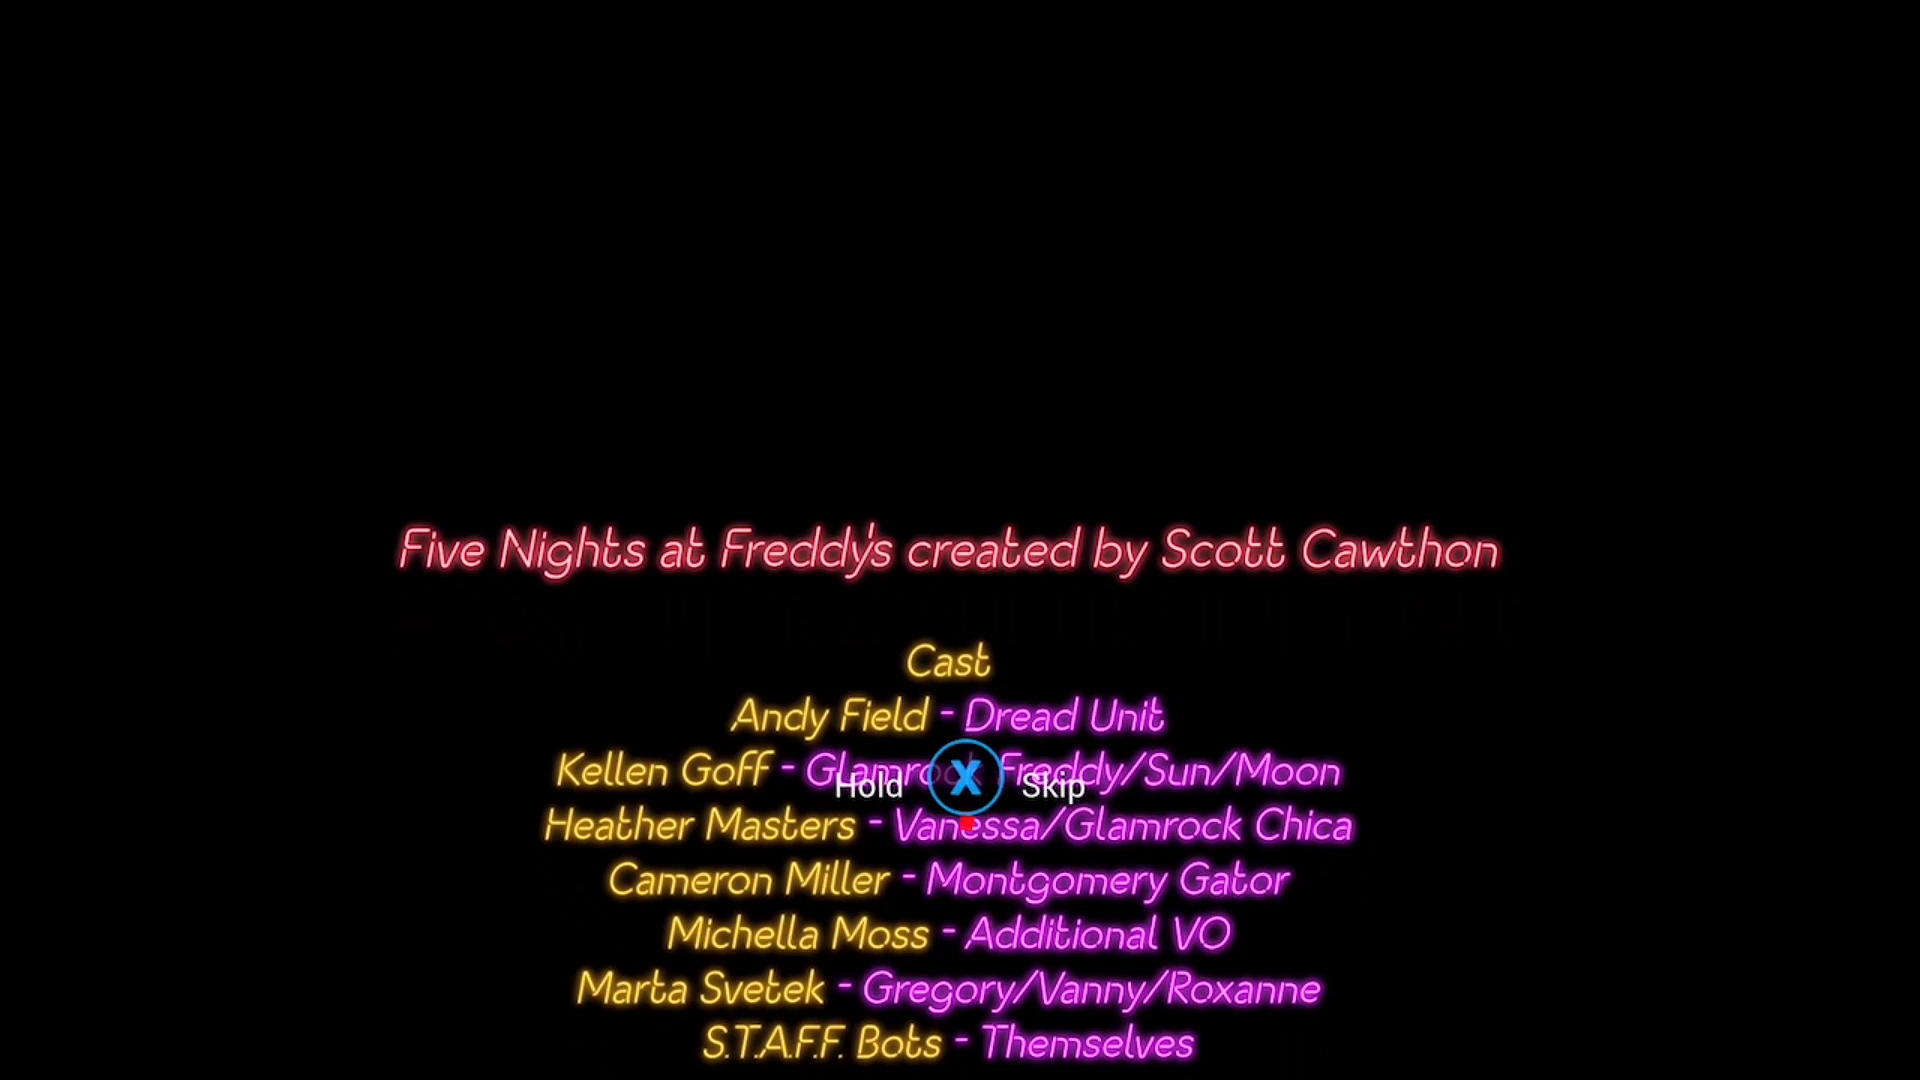 Five Nights at Freddy's created by Scott Cawthon
Cast
Andy Field - Dread Unit
Kellen Goff - Glamrock Freddy/Sun/Moon
Hold X Skip
Heather Masters - Vanessa/Glamrock Chica
Cameron Miller - Montgomery Gator
Michella Moss - Additional VO
Marta Svetek - Gregory/Vanny/Roxanne
S.T.A.F.F. Bots - Themselves